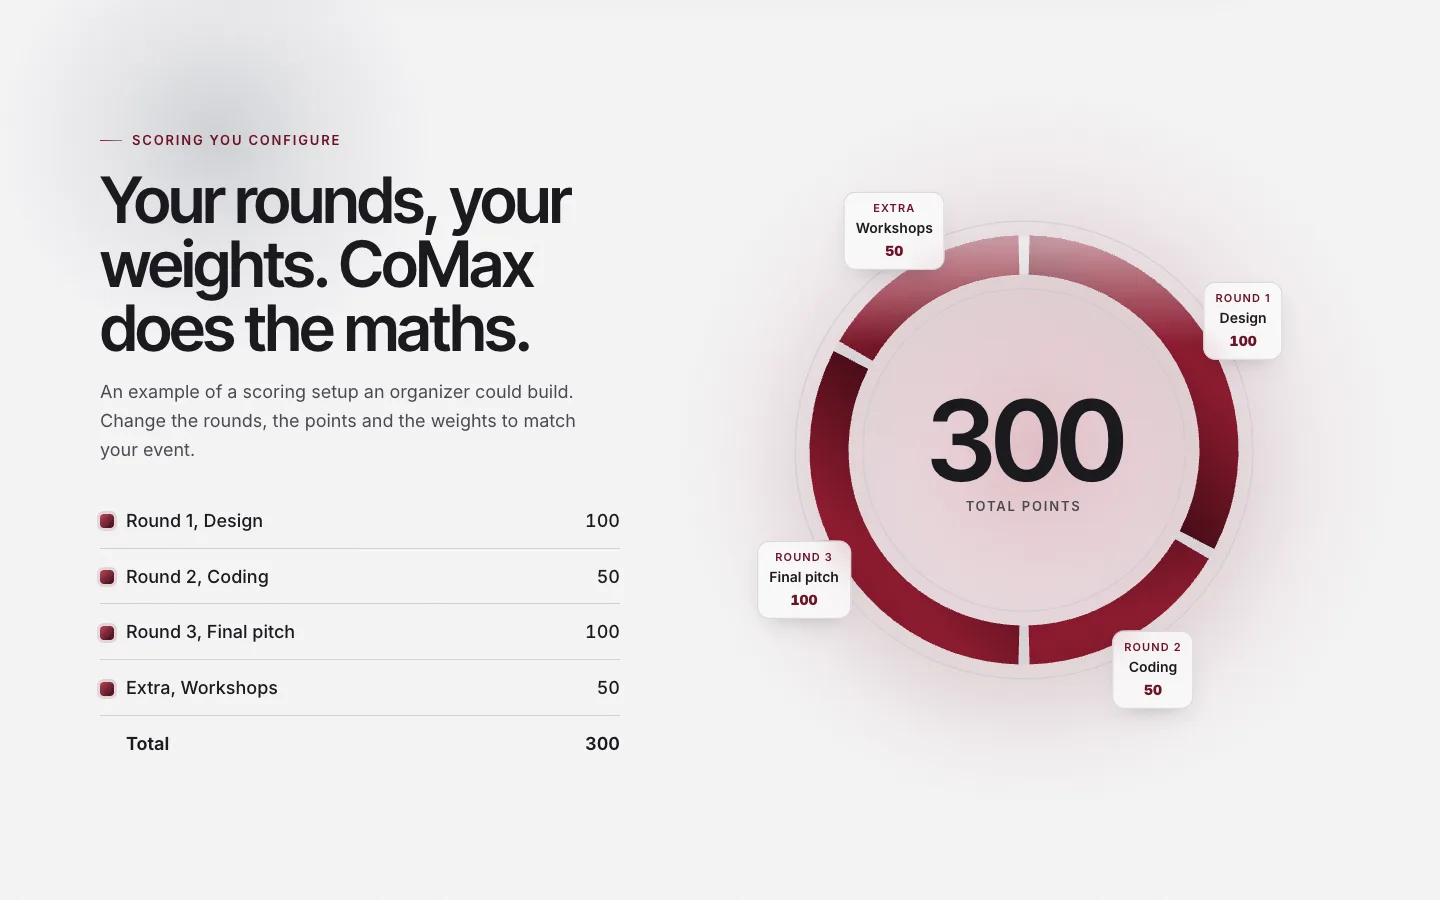 SCORING YOU CONFIGURE
Your rounds, your
weights. CoMax
does the maths.
An example of a scoring setup an organizer could build.
Change the rounds, the points and the weights to match
your event.
Round 1, Design 100
Round 2, Coding 50
Round 3, Final pitch 100
Extra, Workshops 50
Total 300
EXTRA
Workshops
50
ROUND 1
Design
100
300
TOTAL POINTS
ROUND 3
Final pitch
100
ROUND 2
Coding
50